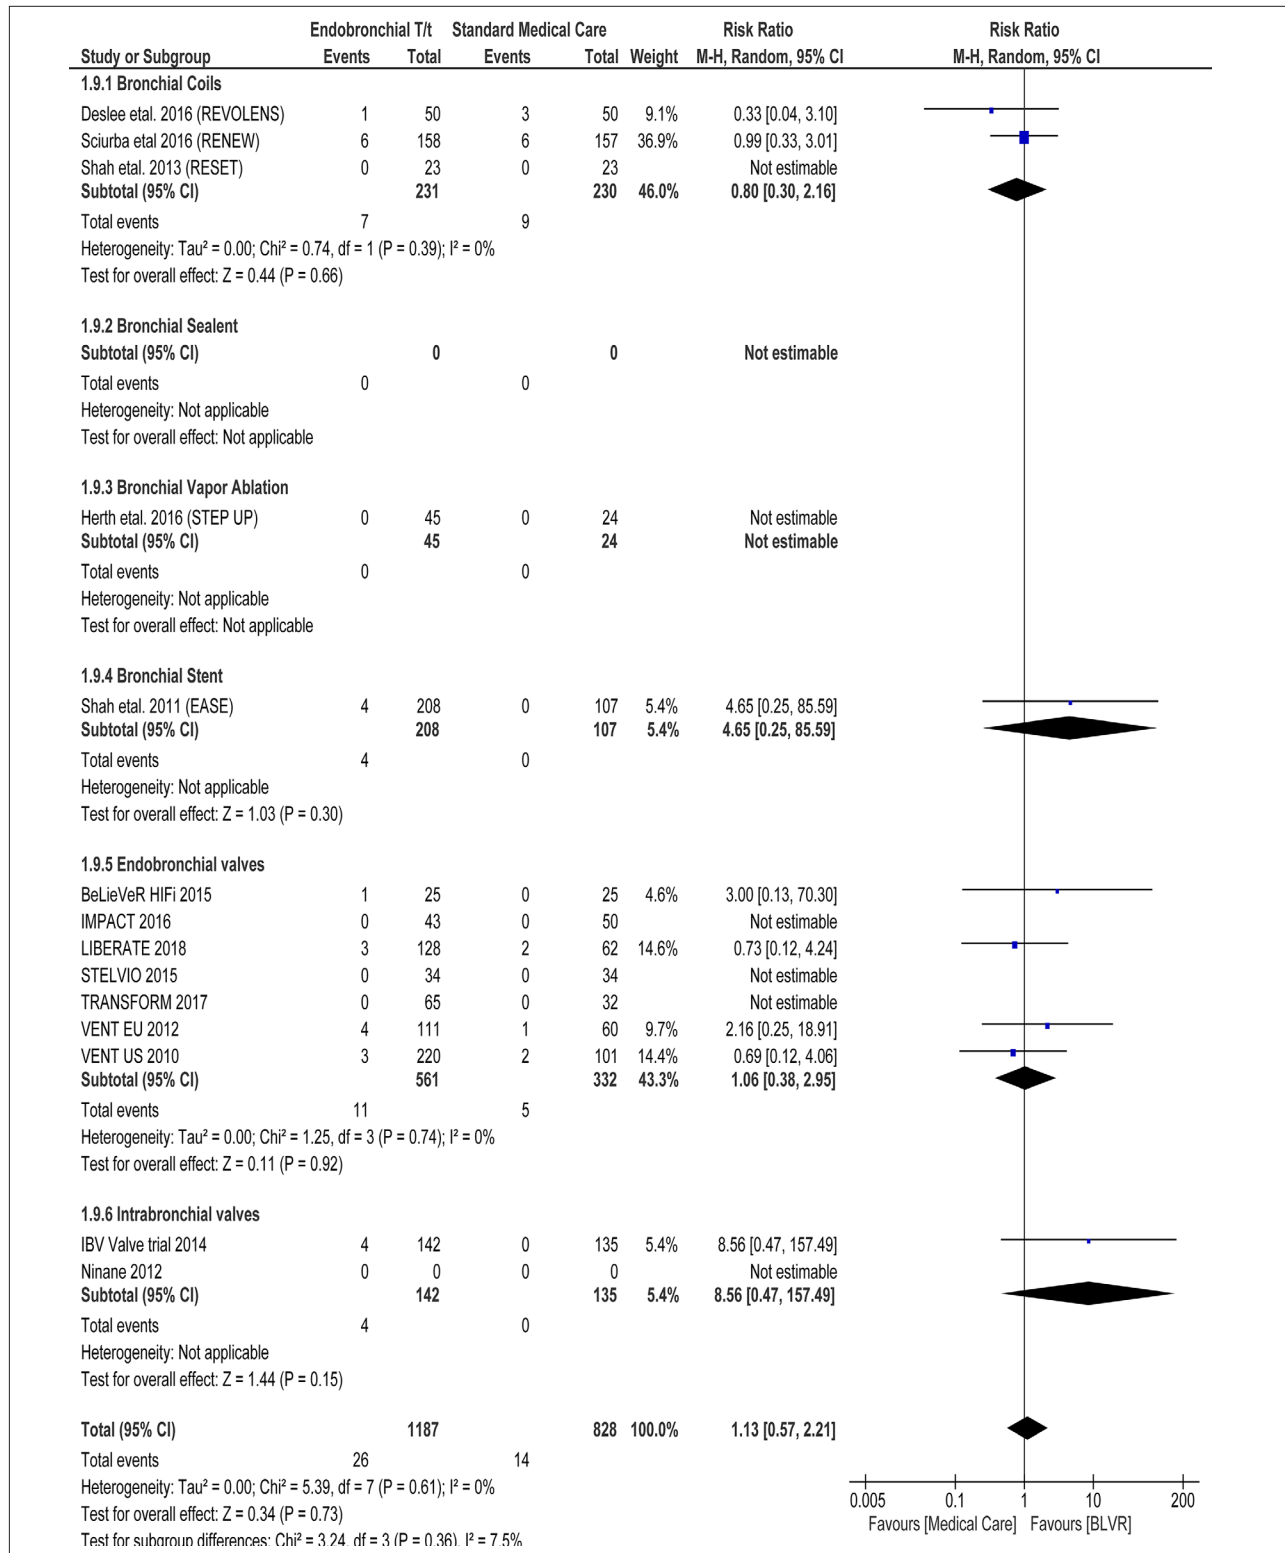 Endobronchial T/t Standard Medical Care Risk Ratio Risk Ratio
Study or Subgroup Events Total Events Total Weight M-H, Random, 95% CI M-H, Random, 95% CI
1.9.1 Bronchial Coils
Deslee etal. 2016 (REVOLENS) 1 50 3 50 9.1% 0.33 [0.04, 3.10]
Sciurba etal 2016 (RENEW) 6 158 6 157 36.9% 0.99 [0.33, 3.01]
Shah etal. 2013 (RESET) 0 23 0 23 Not estimable
Subtotal (95% CI) 231 230 46.0% 0.80 [0.30, 2.16]
Total events 7 9
Heterogeneity: Tau² = 0.00; Chi² = 0.74, df = 1 (P = 0.39); I² = 0%
Test for overall effect: Z = 0.44 (P = 0.66)
1.9.2 Bronchial Sealent
Subtotal (95% CI) 0 0 Not estimable
Total events 0 0
Heterogeneity: Not applicable
Test for overall effect: Not applicable
1.9.3 Bronchial Vapor Ablation
Herth etal. 2016 (STEP UP) 0 45 0 24 Not estimable
Subtotal (95% CI) 45 24 Not estimable
Total events 0 0
Heterogeneity: Not applicable
Test for overall effect: Not applicable
1.9.4 Bronchial Stent
Shah etal. 2011 (EASE) 4 208 0 107 5.4% 4.65 [0.25, 85.59]
Subtotal (95% CI) 208 107 5.4% 4.65 [0.25, 85.59]
Total events 4 0
Heterogeneity: Not applicable
Test for overall effect: Z = 1.03 (P = 0.30)
1.9.5 Endobronchial valves
BeLieVeR HIFi 2015 1 25 0 25 4.6% 3.00 [0.13, 70.30]
IMPACT 2016 0 43 0 50 Not estimable
LIBERATE 2018 3 128 2 62 14.6% 0.73 [0.12, 4.24]
STELVIO 2015 0 34 0 34 Not estimable
TRANSFORM 2017 0 65 0 32 Not estimable
VENT EU 2012 4 111 1 60 9.7% 2.16 [0.25, 18.91]
VENT US 2010 3 220 2 101 14.4% 0.69 [0.12, 4.06]
Subtotal (95% CI) 561 332 43.3% 1.06 [0.38, 2.95]
Total events 11 5
Heterogeneity: Tau² = 0.00; Chi² = 1.25, df = 3 (P = 0.74); I² = 0%
Test for overall effect: Z = 0.11 (P = 0.92)
1.9.6 Intrabronchial valves
IBV Valve trial 2014 4 142 0 135 5.4% 8.56 [0.47, 157.49]
Ninane 2012 0 0 0 0 Not estimable
Subtotal (95% CI) 142 135 5.4% 8.56 [0.47, 157.49]
Total events 4 0
Heterogeneity: Not applicable
Test for overall effect: Z = 1.44 (P = 0.15)
Total (95% CI) 1187 828 100.0% 1.13 [0.57, 2.21]
Total events 26 14
Heterogeneity: Tau² = 0.00; Chi² = 5.39, df = 7 (P = 0.61); I² = 0%
Test for overall effect: Z = 0.34 (P = 0.73)
Test for subgroup differences: Chi² = 3.24, df = 3 (P = 0.36), I² = 7.5%
0.005 0.1 1 10 200
Favours [Medical Care] Favours [BLVR]